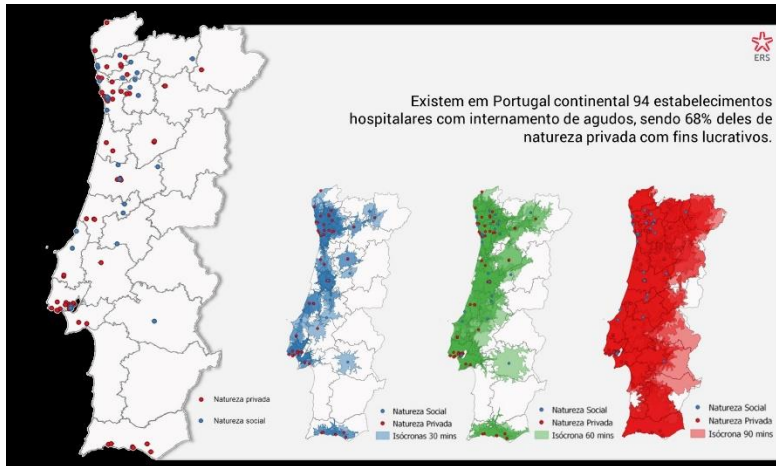 ERS
Existem em Portugal continental 94 estabelecimentos
hospitalares com internamento de agudos, sendo 68% deles de
natureza privada com fins lucrativos.
Natureza privada
Natureza social
Natureza Social
Natureza Privada
Isócronas 30 mins
Natureza Social
Natureza Privada
Isócrona 60 mins
Natureza Social
Natureza Privada
Isócrona 90 mins